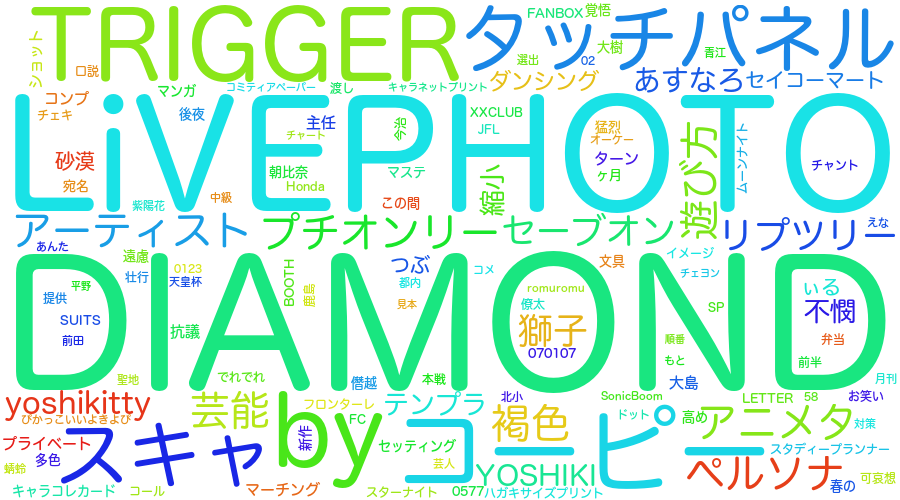 TRIGGER タッチパネル
FANBOX 覚悟
ショット
口説
選出 02 大樹 青江
マンガ コミティアペーパー 渡し キャラネットプリント ダンシング あすなろ セイコーマート
コンプ
チェキ
後夜 主任 チャート 今治 XXCLUB JFL
猛烈 オーケー
ターン
ケ月
ムーンナイト
チャント
砂漠
宛名
LiVEPHOTO
朝比奈
Honda
マステ
縮小
遊び方
紫陽花 中級 この間
アーティスト プチオンリー セーブオン リプツリー
えな
あんた
遠慮
壮行
0123
天皇杯
BOOTH
鹿島
つぶ
都内
見本
コメ
文具
イメージ
チェヨン
いる
不憫
提供 平野
SUITS
前田
DIAMOND
抗議
romuromu
僚太
獅子
070107
SP
順番
もと
弁当
前半
聖地 でれでれ 僭越 本戦 大島 月刊
yoshikitty
ぴかっこいいよきよび
芸能 by フロンターレ FC テンプラ 北小 SonicBoom
ドット
高め LETTER 58 お笑い
褐色 アニメタ 対策
プライベート
多色
蜻蛉
スキャ 新作 セッティング
芸人
コーピー
スタディープランナー
YOSHIKI ペルソナ 可哀想
春の
キャラコレカード コール マーチング スターナイト 0577 ハガキサイズプリント